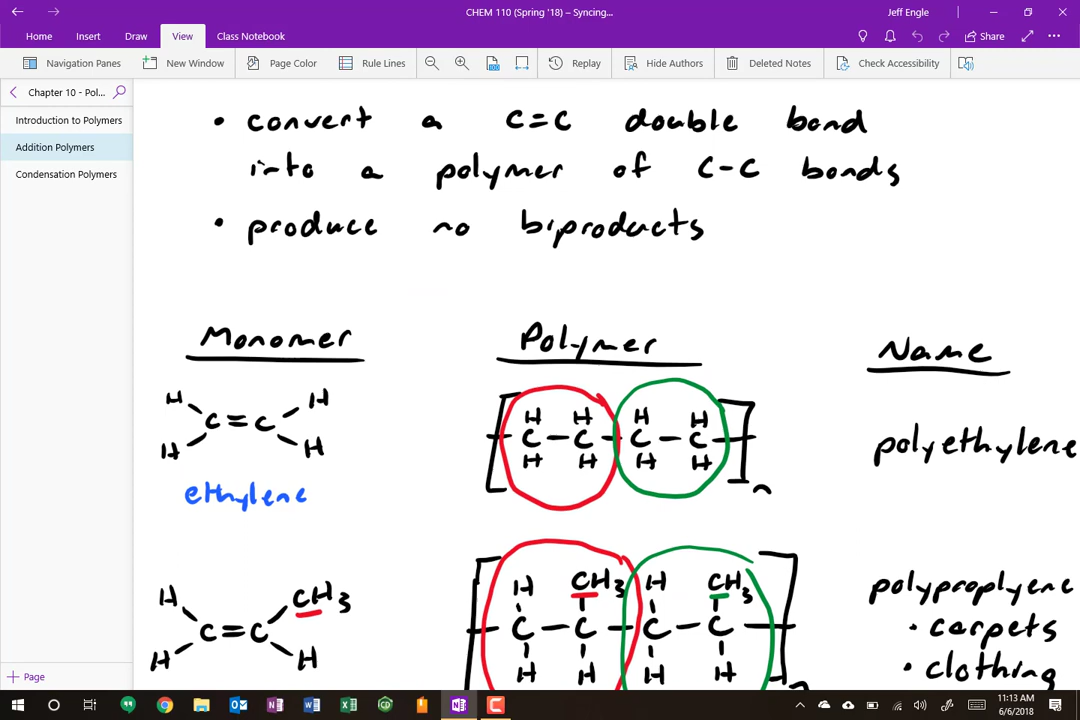 CHEM 110 (Spring '18) – Syncing...
Jeff Engle
Home Insert Draw View Class Notebook
Share
Navigation Panes New Window Page Color Rule Lines Replay Hide Authors Deleted Notes Check Accessibility
Chapter 10 - Pol...
Introduction to Polymers
Addition Polymers
Condensation Polymers
• convert a C=C double bond
into a polymer of C-C bonds
• produce no biproducts
Monomer Polymer Name
H H
C=C
H H
ethylene
H H H H
C-C-C-C
H H H H
n
polyethylene
H CH3
C=C
H H
H CH3 H CH3
C-C-C-C
H H H H
n
polyproplyene
• carpets
• clothing
Page
11:13 AM
6/6/2018